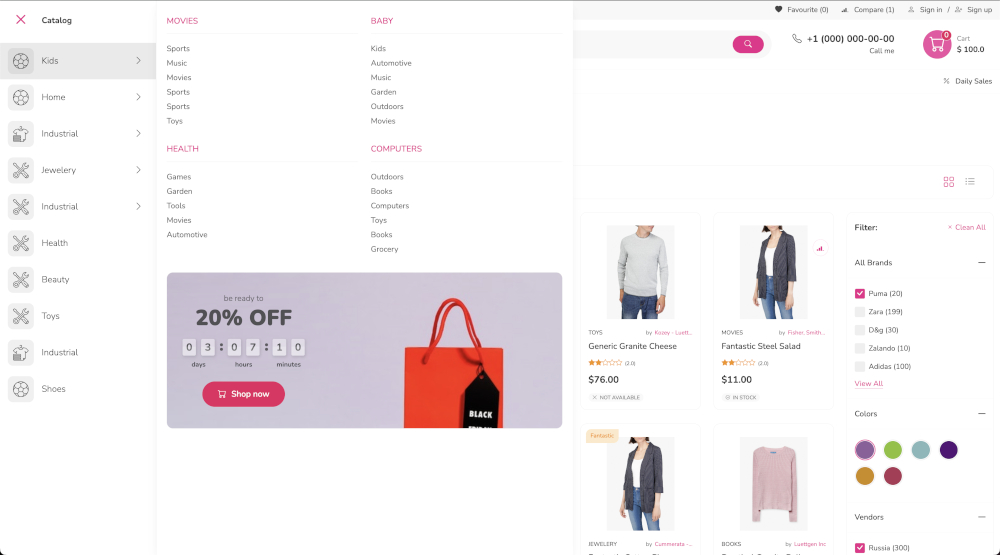 Catalog
Kids
Home
Industrial
Jewelery
Industrial
Health
Beauty
Toys
Industrial
Shoes
MOVIES
Sports
Music
Movies
Sports
Sports
Toys
BABY
Kids
Automotive
Music
Garden
Outdoors
Movies
HEALTH
Games
Garden
Tools
Movies
Automotive
COMPUTERS
Outdoors
Books
Computers
Toys
Books
Grocery
be ready to
20% OFF
0 3 : 0 7 : 1 0
days hours minutes
Shop now
BLACK
Favourite (0) Compare (1) Sign in / Sign up
+1 (000) 000-00-00
Call me
0
Cart
$ 100.0
Daily Sales
TOYS by Kozey - Luett...
Generic Granite Cheese
(2.0)
$76.00
NOT AVAILABLE
MOVIES by Fisher, Smith...
Fantastic Steel Salad
(2.0)
$11.00
IN STOCK
Fantastic
JEWELERY by Cummerata -...
BOOKS by Luettgen Inc
Filter: × Clean All
All Brands
Puma (20)
Zara (199)
D&g (30)
Zalando (10)
Adidas (100)
View All
Colors
Vendors
Russia (300)